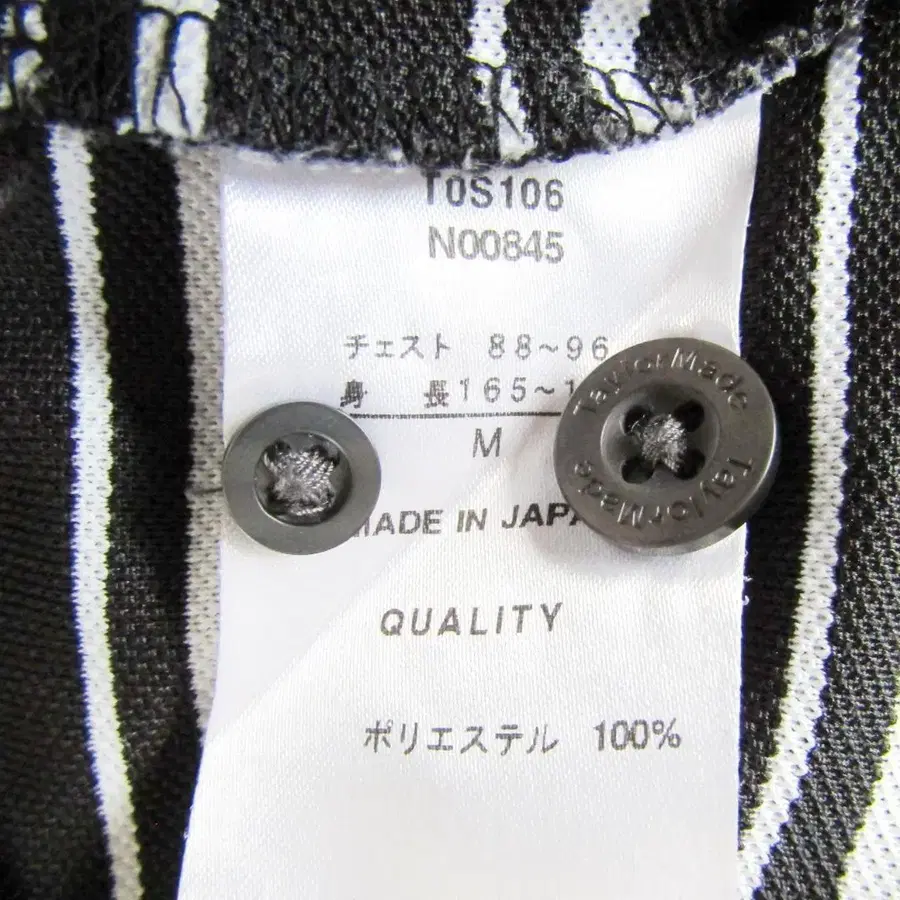 T0S106
N00845
チェスト 88~96
身 長165~1
M
MADE IN JAPA
QUALITY
ポリエステル 100%
TaylorMade
TaylorMade